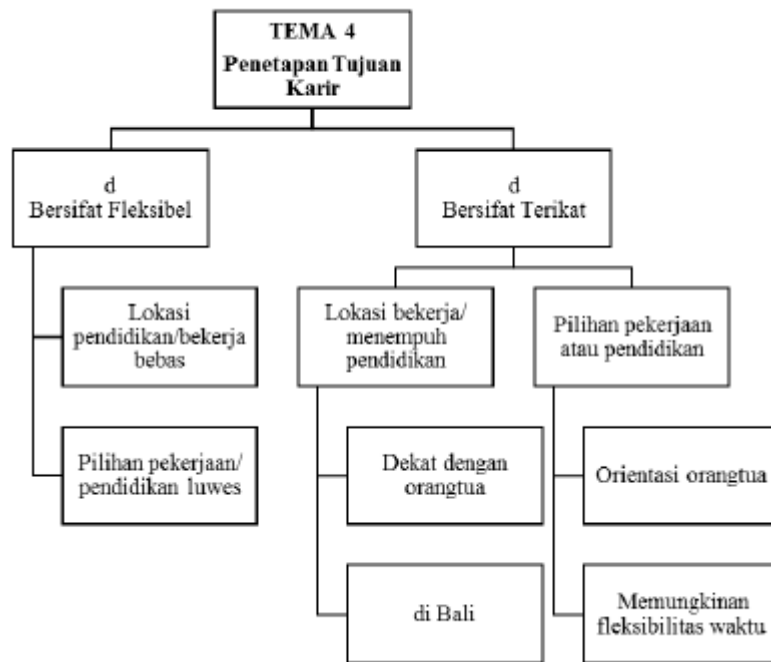 TEMA 4
Penetapan Tujuan
Karir
d
Bersifat Fleksibel
d
Bersifat Terikat
Lokasi
pendidikan/bekerja
bebas
Lokasi bekerja/
menempuh
pendidikan
Pilihan pekerjaan
atau pendidikan
Pilihan pekerjaan/
pendidikan luwes
Dekat dengan
orangtua
Orientasi orangtua
di Bali
Memungkinan
fleksibilitas waktu